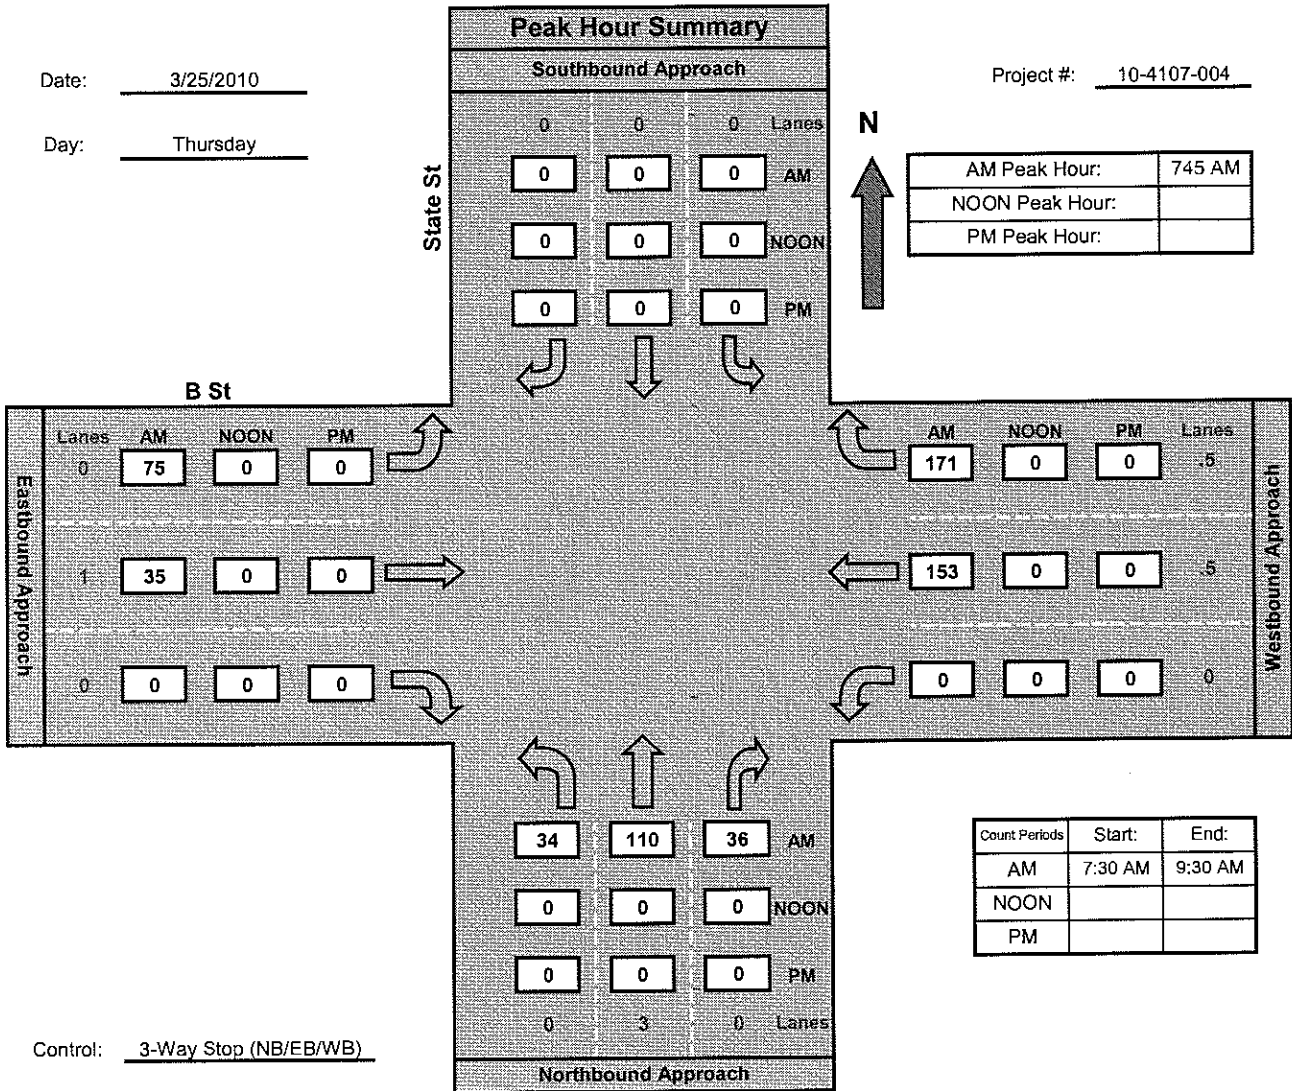 Peak Hour Summary
Southbound Approach
Date: 3/25/2010
Project #: 10-4107-004
Day: Thursday
N
State St
0 0 0 Lanes
0 0 0 AM
0 0 0 NOON
0 0 0 PM
AM Peak Hour: 745 AM
NOON Peak Hour:
PM Peak Hour:
B St
Eastbound Approach
Lanes AM NOON PM
0 75 0 0
1 35 0 0
0 0 0 0
AM NOON PM Lanes
171 0 0 .5
153 0 0 .5
0 0 0 0
Westbound Approach
34 110 36 AM
0 0 0 NOON
0 0 0 PM
0 3 0 Lanes
Northbound Approach
Count Periods Start: End:
AM 7:30 AM 9:30 AM
NOON
PM
Control: 3-Way Stop (NB/EB/WB)